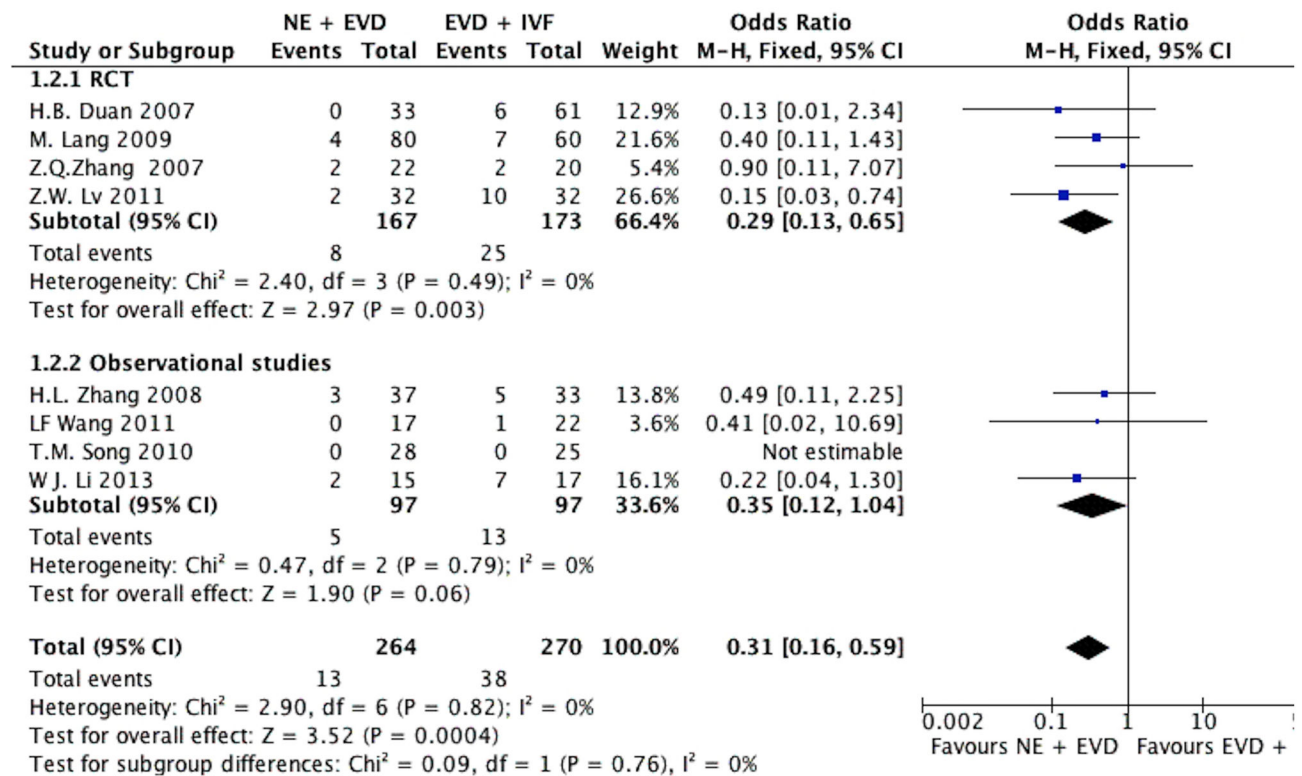 NE + EVD EVD + IVF Odds Ratio Odds Ratio
Study or Subgroup Events Total Events Total Weight M-H, Fixed, 95% CI M-H, Fixed, 95% CI
1.2.1 RCT
H.B. Duan 2007 0 33 6 61 12.9% 0.13 [0.01, 2.34]
M. Lang 2009 4 80 7 60 21.6% 0.40 [0.11, 1.43]
Z.Q.Zhang 2007 2 22 2 20 5.4% 0.90 [0.11, 7.07]
Z.W. Lv 2011 2 32 10 32 26.6% 0.15 [0.03, 0.74]
Subtotal (95% CI) 167 173 66.4% 0.29 [0.13, 0.65]
Total events 8 25
Heterogeneity: Chi² = 2.40, df = 3 (P = 0.49); I² = 0%
Test for overall effect: Z = 2.97 (P = 0.003)
1.2.2 Observational studies
H.L. Zhang 2008 3 37 5 33 13.8% 0.49 [0.11, 2.25]
LF Wang 2011 0 17 1 22 3.6% 0.41 [0.02, 10.69]
T.M. Song 2010 0 28 0 25 Not estimable
W J. Li 2013 2 15 7 17 16.1% 0.22 [0.04, 1.30]
Subtotal (95% CI) 97 97 33.6% 0.35 [0.12, 1.04]
Total events 5 13
Heterogeneity: Chi² = 0.47, df = 2 (P = 0.79); I² = 0%
Test for overall effect: Z = 1.90 (P = 0.06)
Total (95% CI) 264 270 100.0% 0.31 [0.16, 0.59]
Total events 13 38
Heterogeneity: Chi² = 2.90, df = 6 (P = 0.82); I² = 0%
Test for overall effect: Z = 3.52 (P = 0.0004)
Test for subgroup differences: Chi² = 0.09, df = 1 (P = 0.76), I² = 0%
0.002 0.1 1 10
Favours NE + EVD Favours EVD +